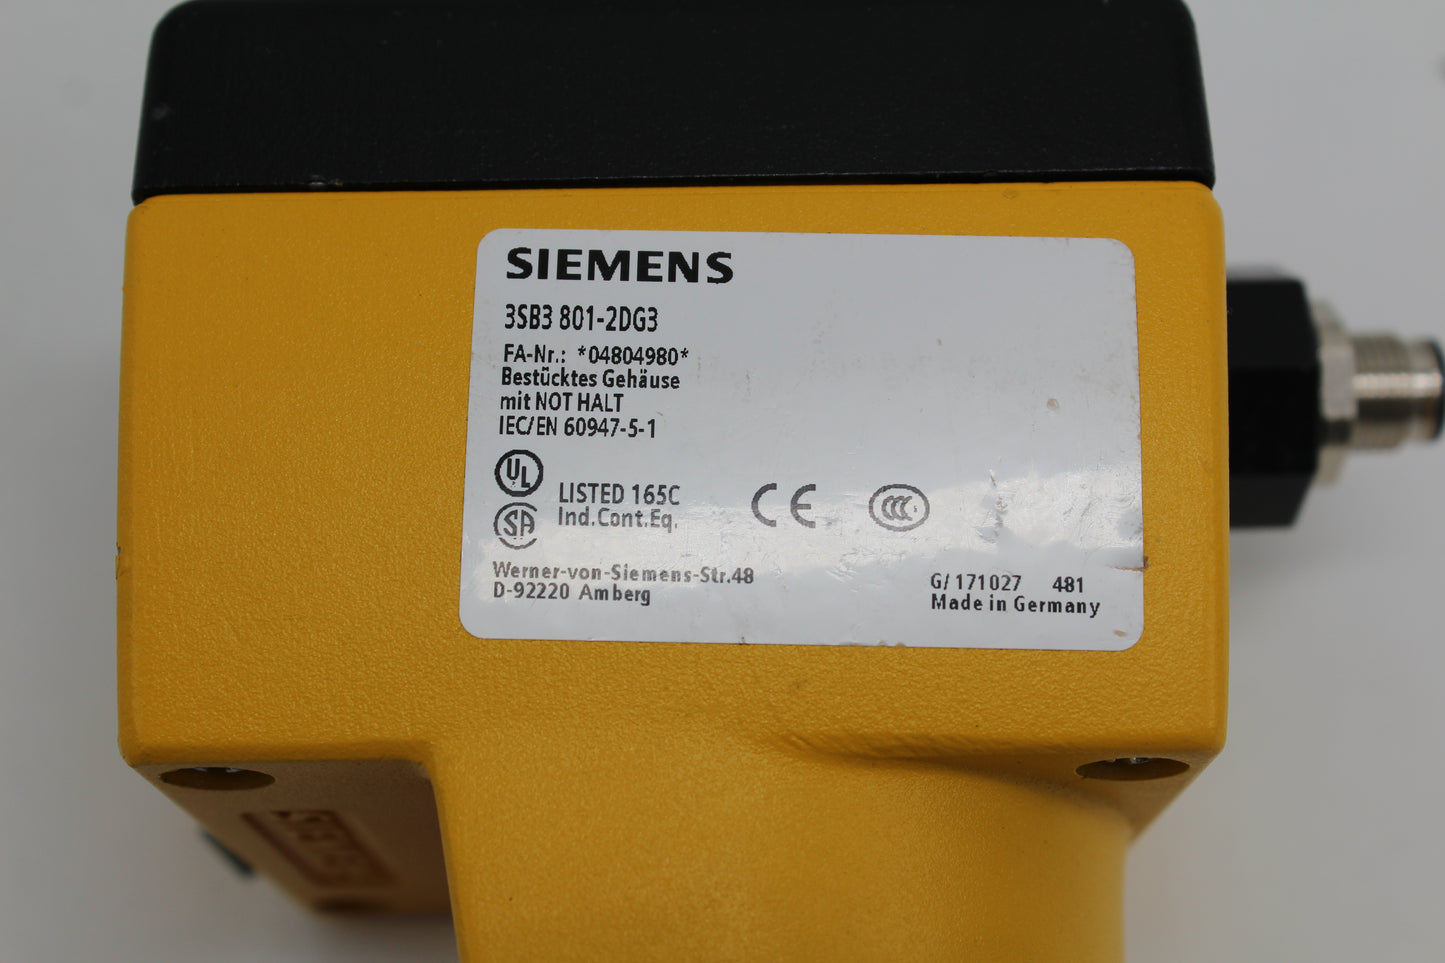 SIEMENS
3SB3 801-2DG3
FA-Nr.: *04804980*
Bestücktes Gehäuse
mit NOT HALT
IEC/EN 60947-5-1
UL
LISTED 165C
SA
Ind.Cont.Eq.
CE
CCC
Werner-von-Siemens-Str.48
D-92220 Amberg
G/171027 481
Made in Germany